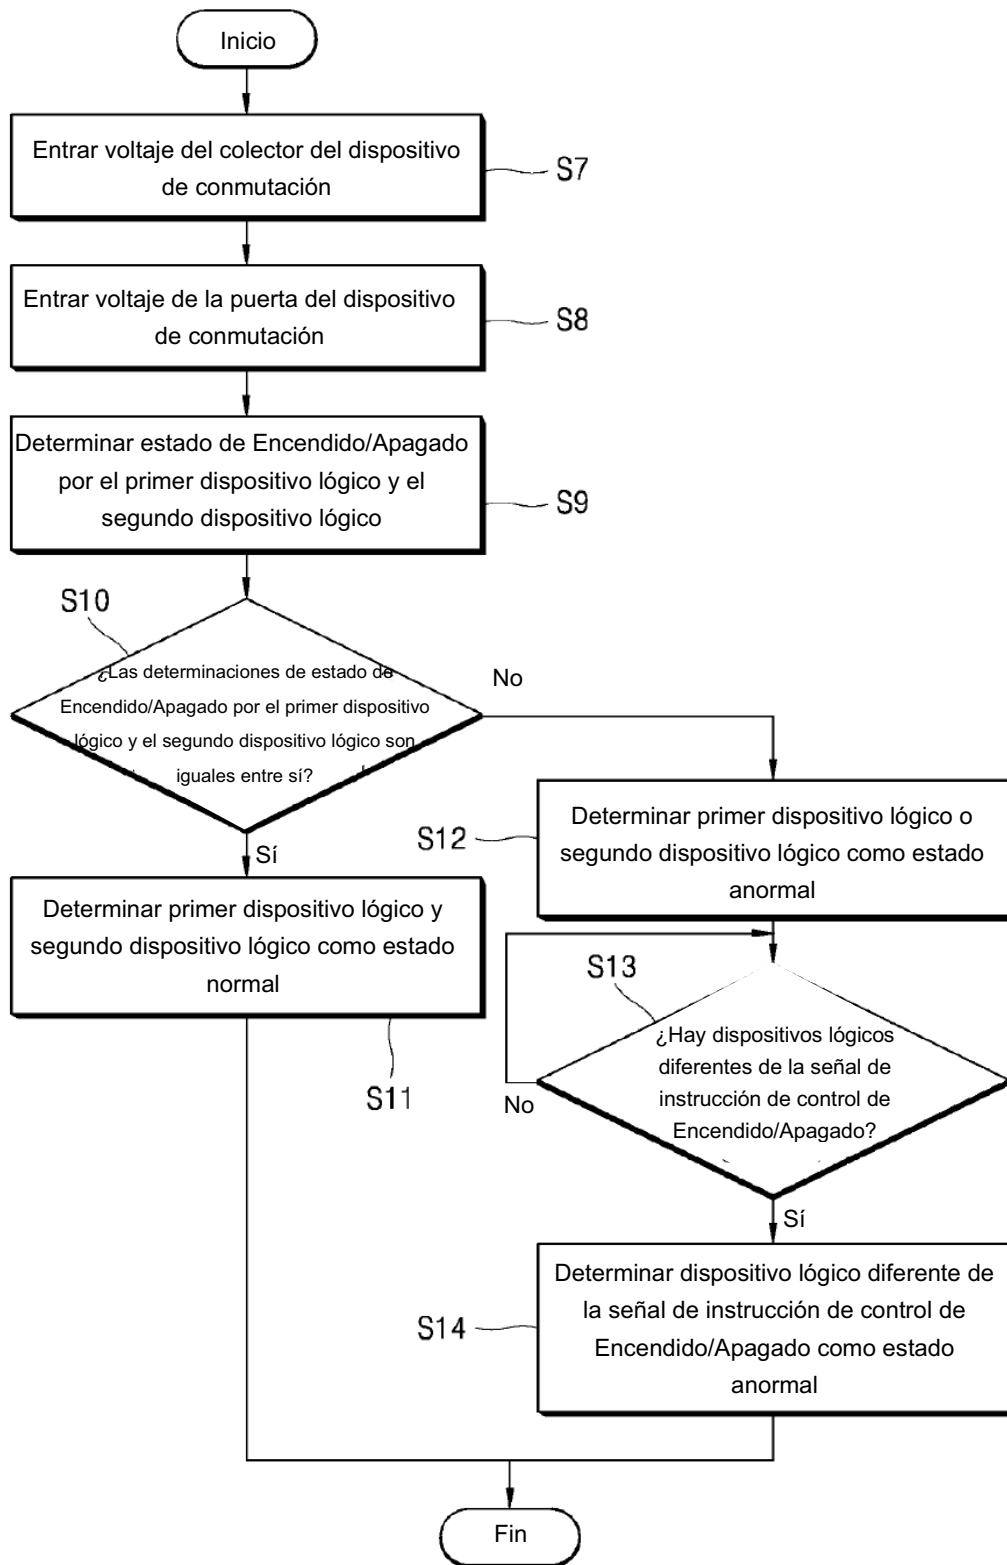 Inicio
Entrar voltaje del colector del dispositivo
de conmutación
S7
Entrar voltaje de la puerta del dispositivo
de conmutación
S8
Determinar estado de Encendido/Apagado
por el primer dispositivo lógico y el
segundo dispositivo lógico
S9
S10
¿Las determinaciones de estado de
Encendido/Apagado por el primer dispositivo
lógico y el segundo dispositivo lógico son
iguales entre sí?
No
Sí
Determinar primer dispositivo lógico y
segundo dispositivo lógico como estado
normal
S11
S12
Determinar primer dispositivo lógico o
segundo dispositivo lógico como estado
anormal
S13
¿Hay dispositivos lógicos
diferentes de la señal de
instrucción de control de
Encendido/Apagado?
No
Sí
Determinar dispositivo lógico diferente de
la señal de instrucción de control de
Encendido/Apagado como estado
anormal
S14
Fin